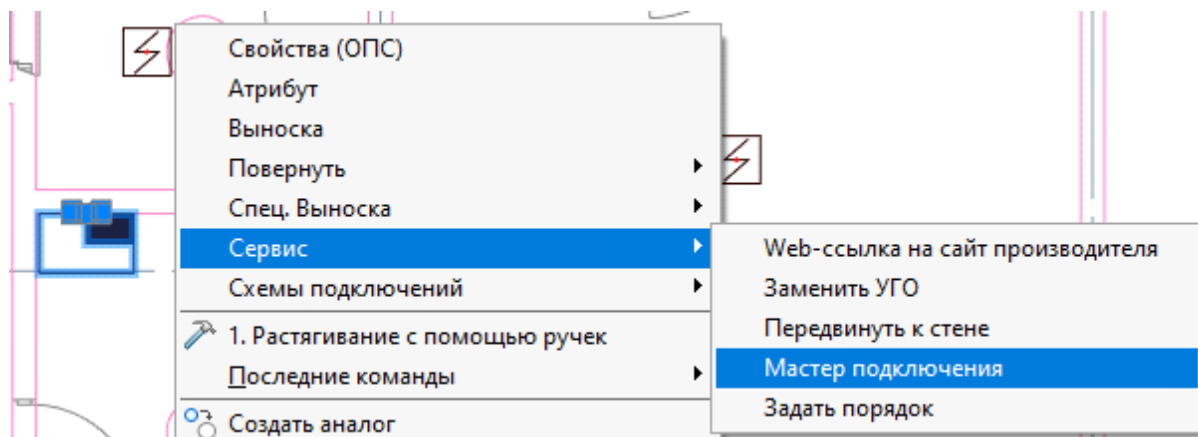 Свойства (ОПС)
Атрибут
Выноска
Повернуть
Спец. Выноска
Сервис
Схемы подключений
1. Растягивание с помощью ручек
Последние команды
Создать аналог
Web-ссылка на сайт производителя
Заменить УГО
Передвинуть к стене
Мастер подключения
Задать порядок